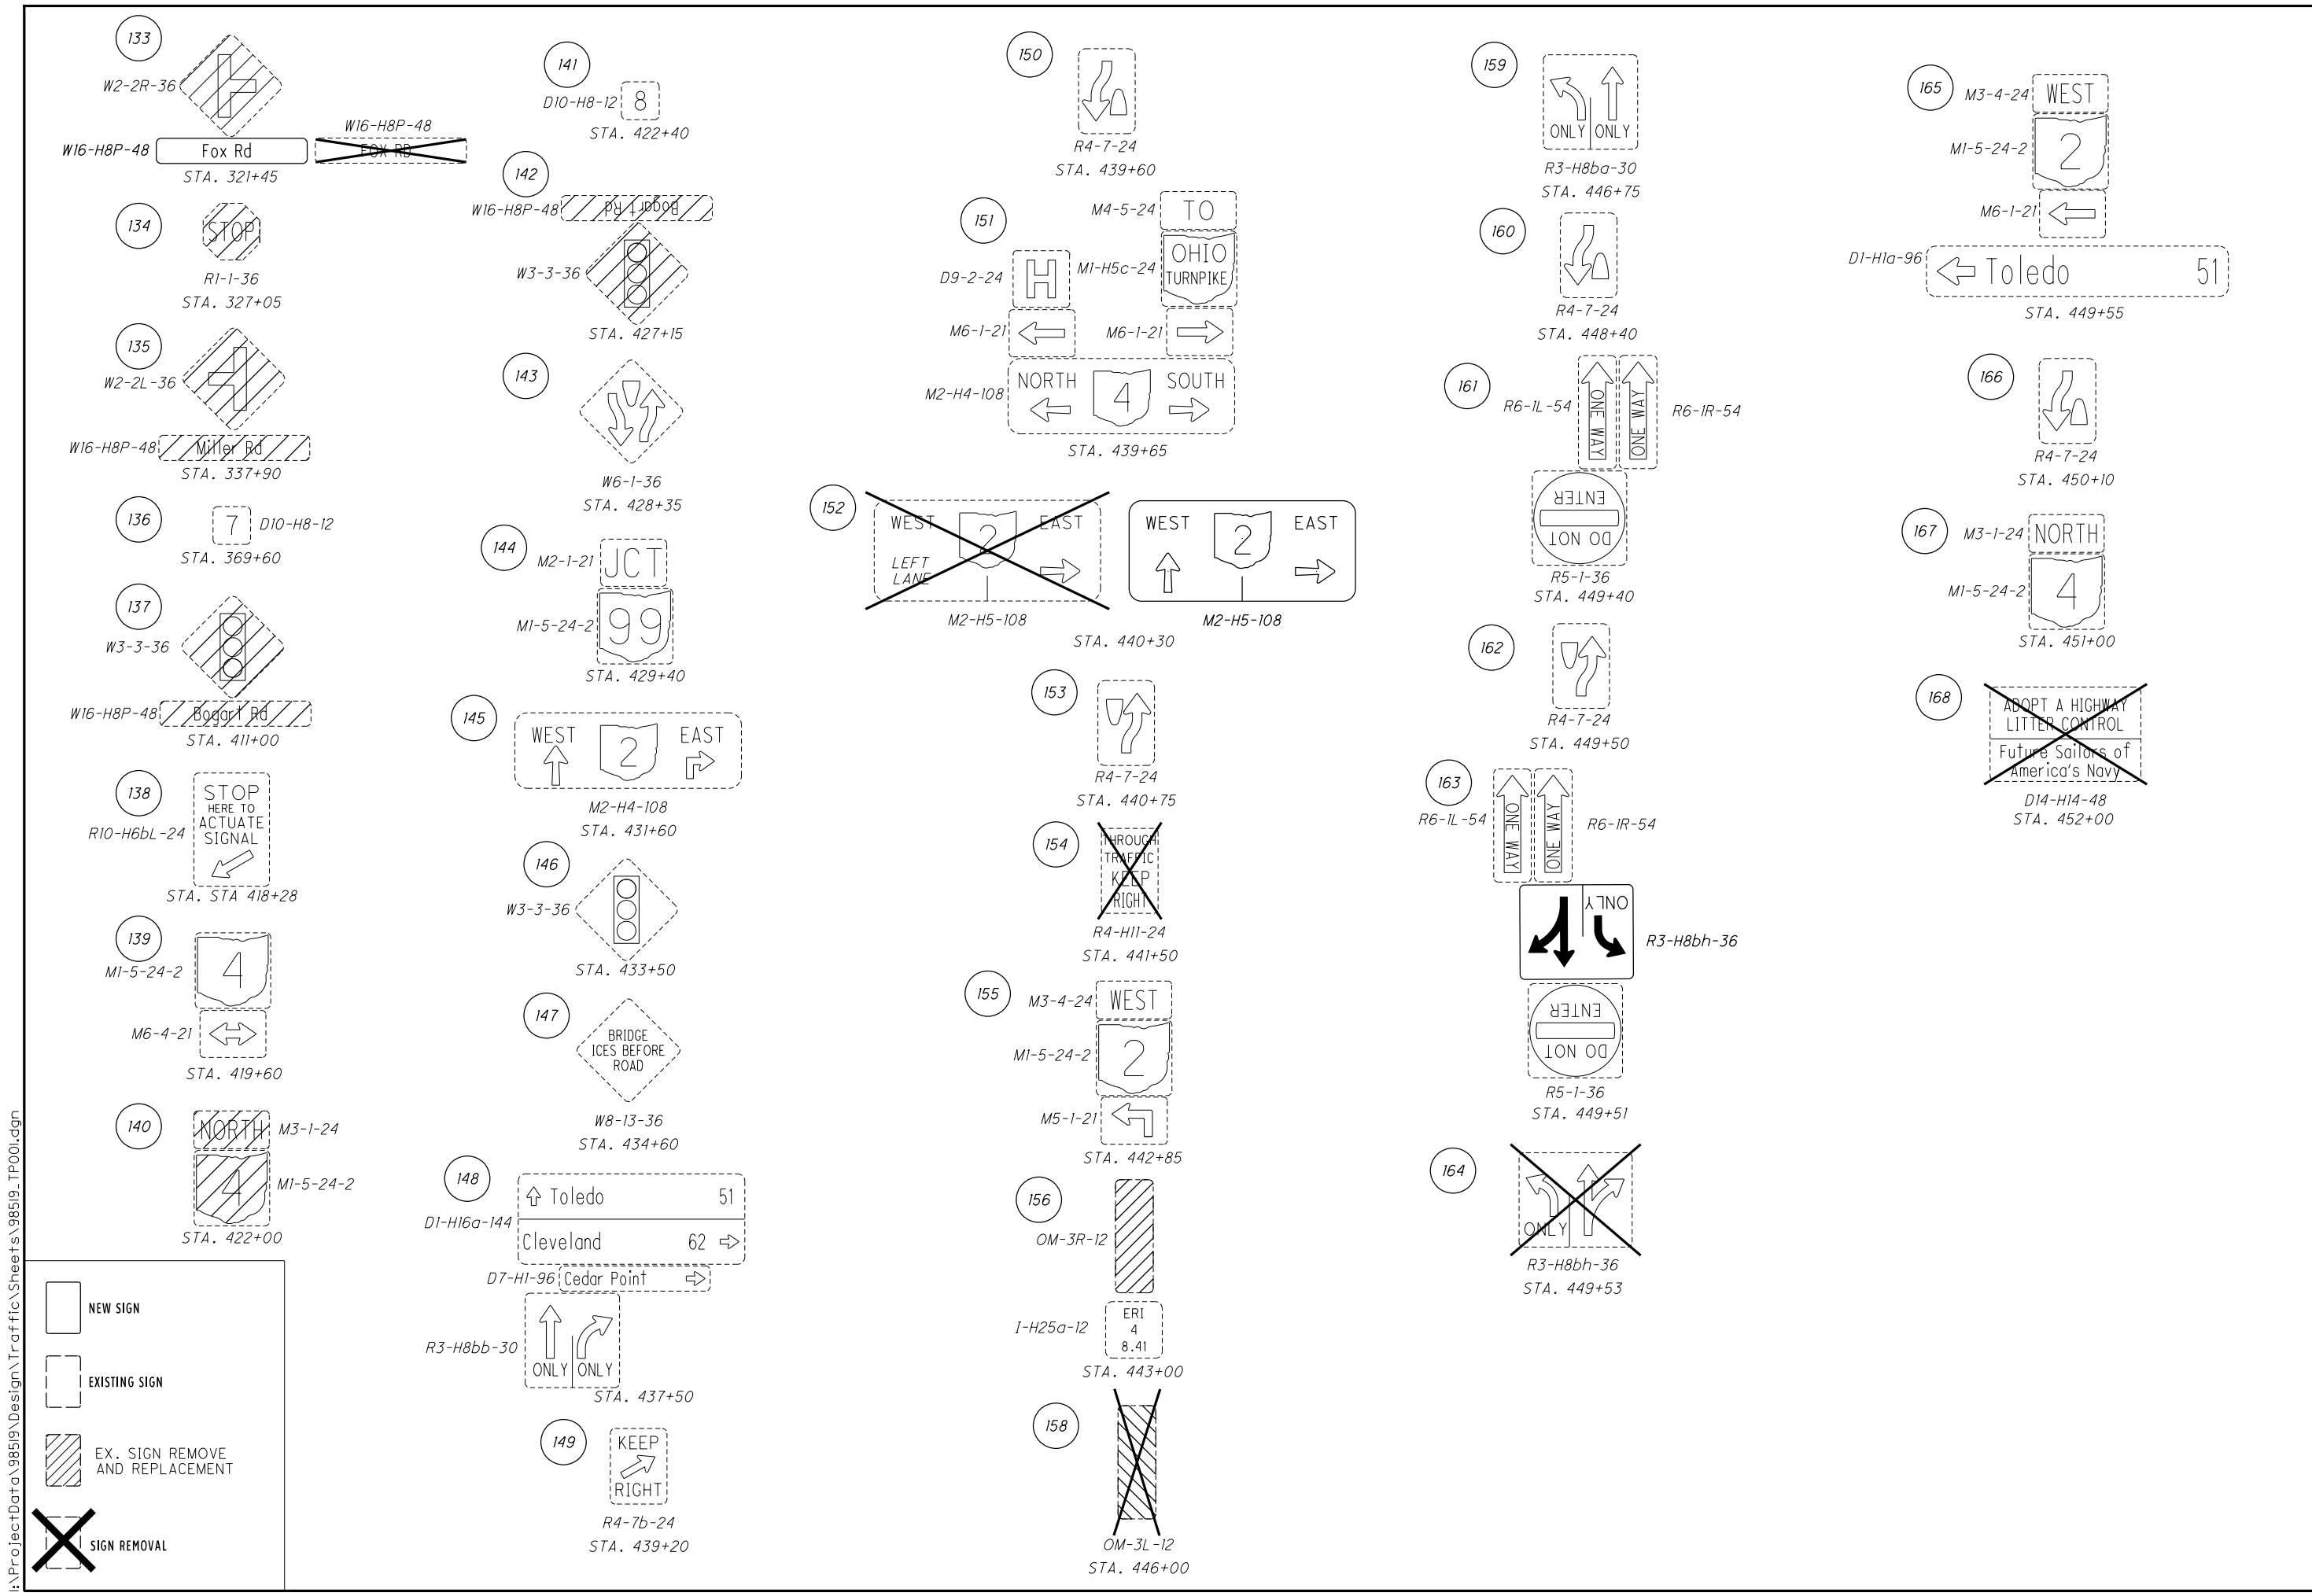 133
W2-2R-36
W16-H8P-48
W16-H8P-48
Fox Rd
FOX RD
STA. 321+45
134
STOP
R1-1-36
STA. 327+05
135
W2-2L-36
W16-H8P-48
Miller Rd
STA. 337+90
136
7
D10-H8-12
STA. 369+60
137
W3-3-36
W16-H8P-48
Bogart Rd
STA. 411+00
138
STOP
HERE TO
ACTUATE
SIGNAL
R10-H6bL-24
STA. STA 418+28
139
4
M1-5-24-2
M6-4-21
STA. 419+60
140
NORTH
M3-1-24
4
M1-5-24-2
STA. 422+00
NEW SIGN
EXISTING SIGN
EX. SIGN REMOVE
AND REPLACEMENT
SIGN REMOVAL
141
D10-H8-12
8
STA. 422+40
142
W16-H8P-48
Bogart Rd
W3-3-36
STA. 427+15
143
W6-1-36
STA. 428+35
144
M2-1-21
JCT
M1-5-24-2
99
STA. 429+40
145
WEST
2
EAST
M2-H4-108
STA. 431+60
146
W3-3-36
STA. 433+50
147
BRIDGE
ICES BEFORE
ROAD
W8-13-36
STA. 434+60
148
Toledo 51
D1-H16a-144
Cleveland 62
D7-H1-96
Cedar Point
R3-H8bb-30
ONLY ONLY
STA. 437+50
149
KEEP
RIGHT
R4-7b-24
STA. 439+20
150
R4-7-24
STA. 439+60
151
M4-5-24
TO
D9-2-24
H
M1-H5c-24
OHIO
TURNPIKE
M6-1-21
M6-1-21
M2-H4-108
NORTH 4 SOUTH
STA. 439+65
152
WEST 2 EAST
LEFT
LANE
M2-H5-108
WEST 2 EAST
M2-H5-108
STA. 440+30
153
R4-7-24
STA. 440+75
154
THROUGH
TRAFFIC
KEEP
RIGHT
R4-H11-24
STA. 441+50
155
M3-4-24
WEST
M1-5-24-2
2
M5-1-21
STA. 442+85
156
OM-3R-12
I-H25a-12
ERI
4
8.41
STA. 443+00
158
OM-3L-12
STA. 446+00
159
ONLY ONLY
R3-H8ba-30
STA. 446+75
160
R4-7-24
STA. 448+40
161
R6-1L-54
ONE WAY
ONE WAY
R6-1R-54
DO NOT
ENTER
R5-1-36
STA. 449+40
162
R4-7-24
STA. 449+50
163
R6-1L-54
ONE WAY
ONE WAY
R6-1R-54
ONLY
R3-H8bh-36
DO NOT
ENTER
R5-1-36
STA. 449+51
164
ONLY
R3-H8bh-36
STA. 449+53
165
M3-4-24
WEST
M1-5-24-2
2
M6-1-21
D1-H1a-96
Toledo 51
STA. 449+55
166
R4-7-24
STA. 450+10
167
M3-1-24
NORTH
M1-5-24-2
4
STA. 451+00
168
ADOPT A HIGHWAY
LITTER CONTROL
Future Sailors of
America's Navy
D14-H14-48
STA. 452+00
I:\ProjectData\98519\Design\Traffic\Sheets\98519_TP001.dgn